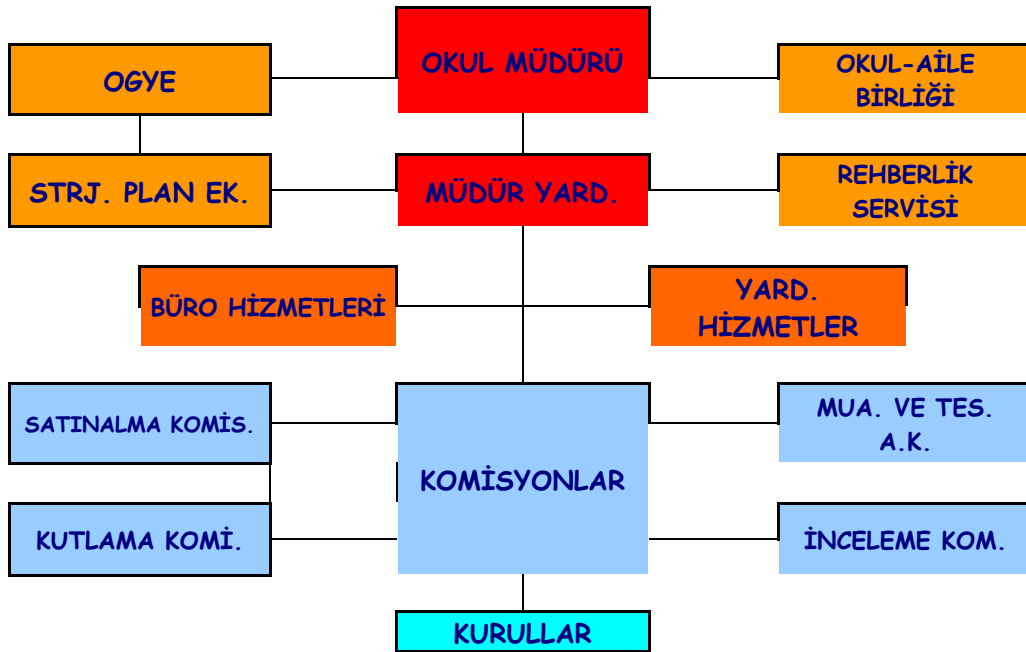 OKUL MÜDÜRÜ
OGYE
OKUL-AİLE
BİRLİĞİ
STRJ. PLAN EK.
MÜDÜR YARD.
REHBERLİK
SERVİSİ
BÜRO HİZMETLERİ
YARD.
HİZMETLER
SATINALMA KOMİS.
MUA. VE TES.
A.K.
KOMİSYONLAR
KUTLAMA KOMİ.
İNCELEME KOM.
KURULLAR